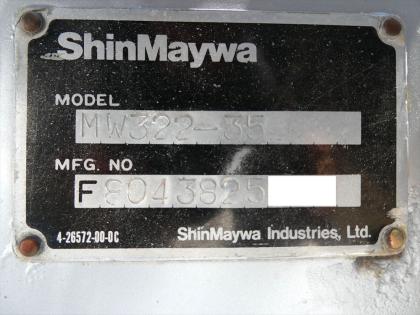 ShinMaywa
MODEL
MW322-35
MFG. NO.
F8043825
4-26572-00-0C
ShinMaywa Industries, Ltd.